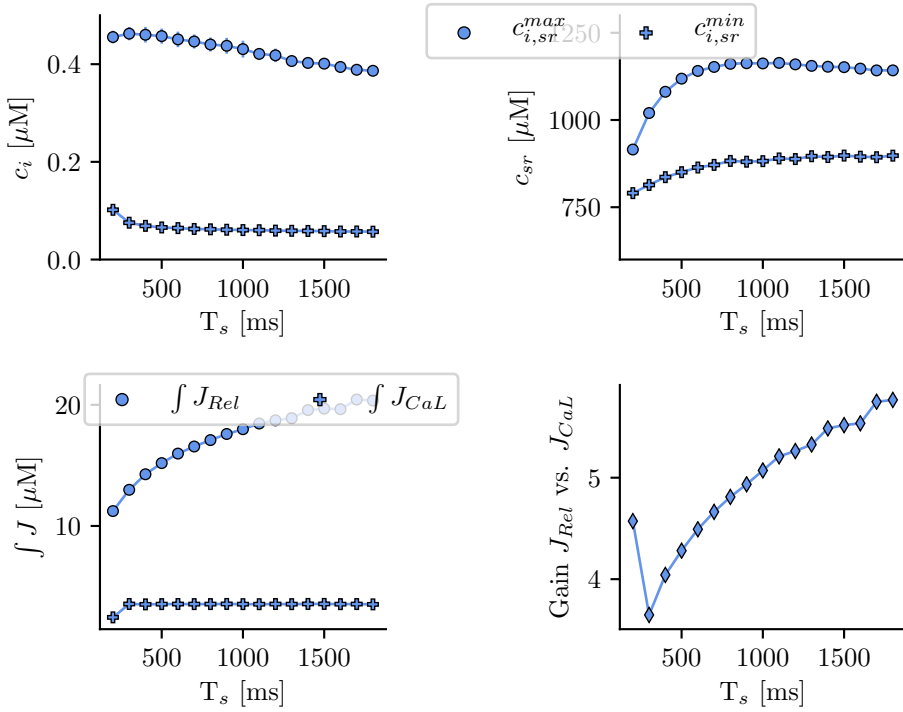 c_{i,sr}^{max} c_{i,sr}^{min}
0.4
0.2
0.0
c_i [μM]
500 1000 1500
T_s [ms]
1250
1000
750
c_{sr} [μM]
500 1000 1500
T_s [ms]
∫ J_{Rel} ∫ J_{CaL}
20
10
∫ J [μM]
500 1000 1500
T_s [ms]
5
4
Gain J_{Rel} vs. J_{CaL}
500 1000 1500
T_s [ms]